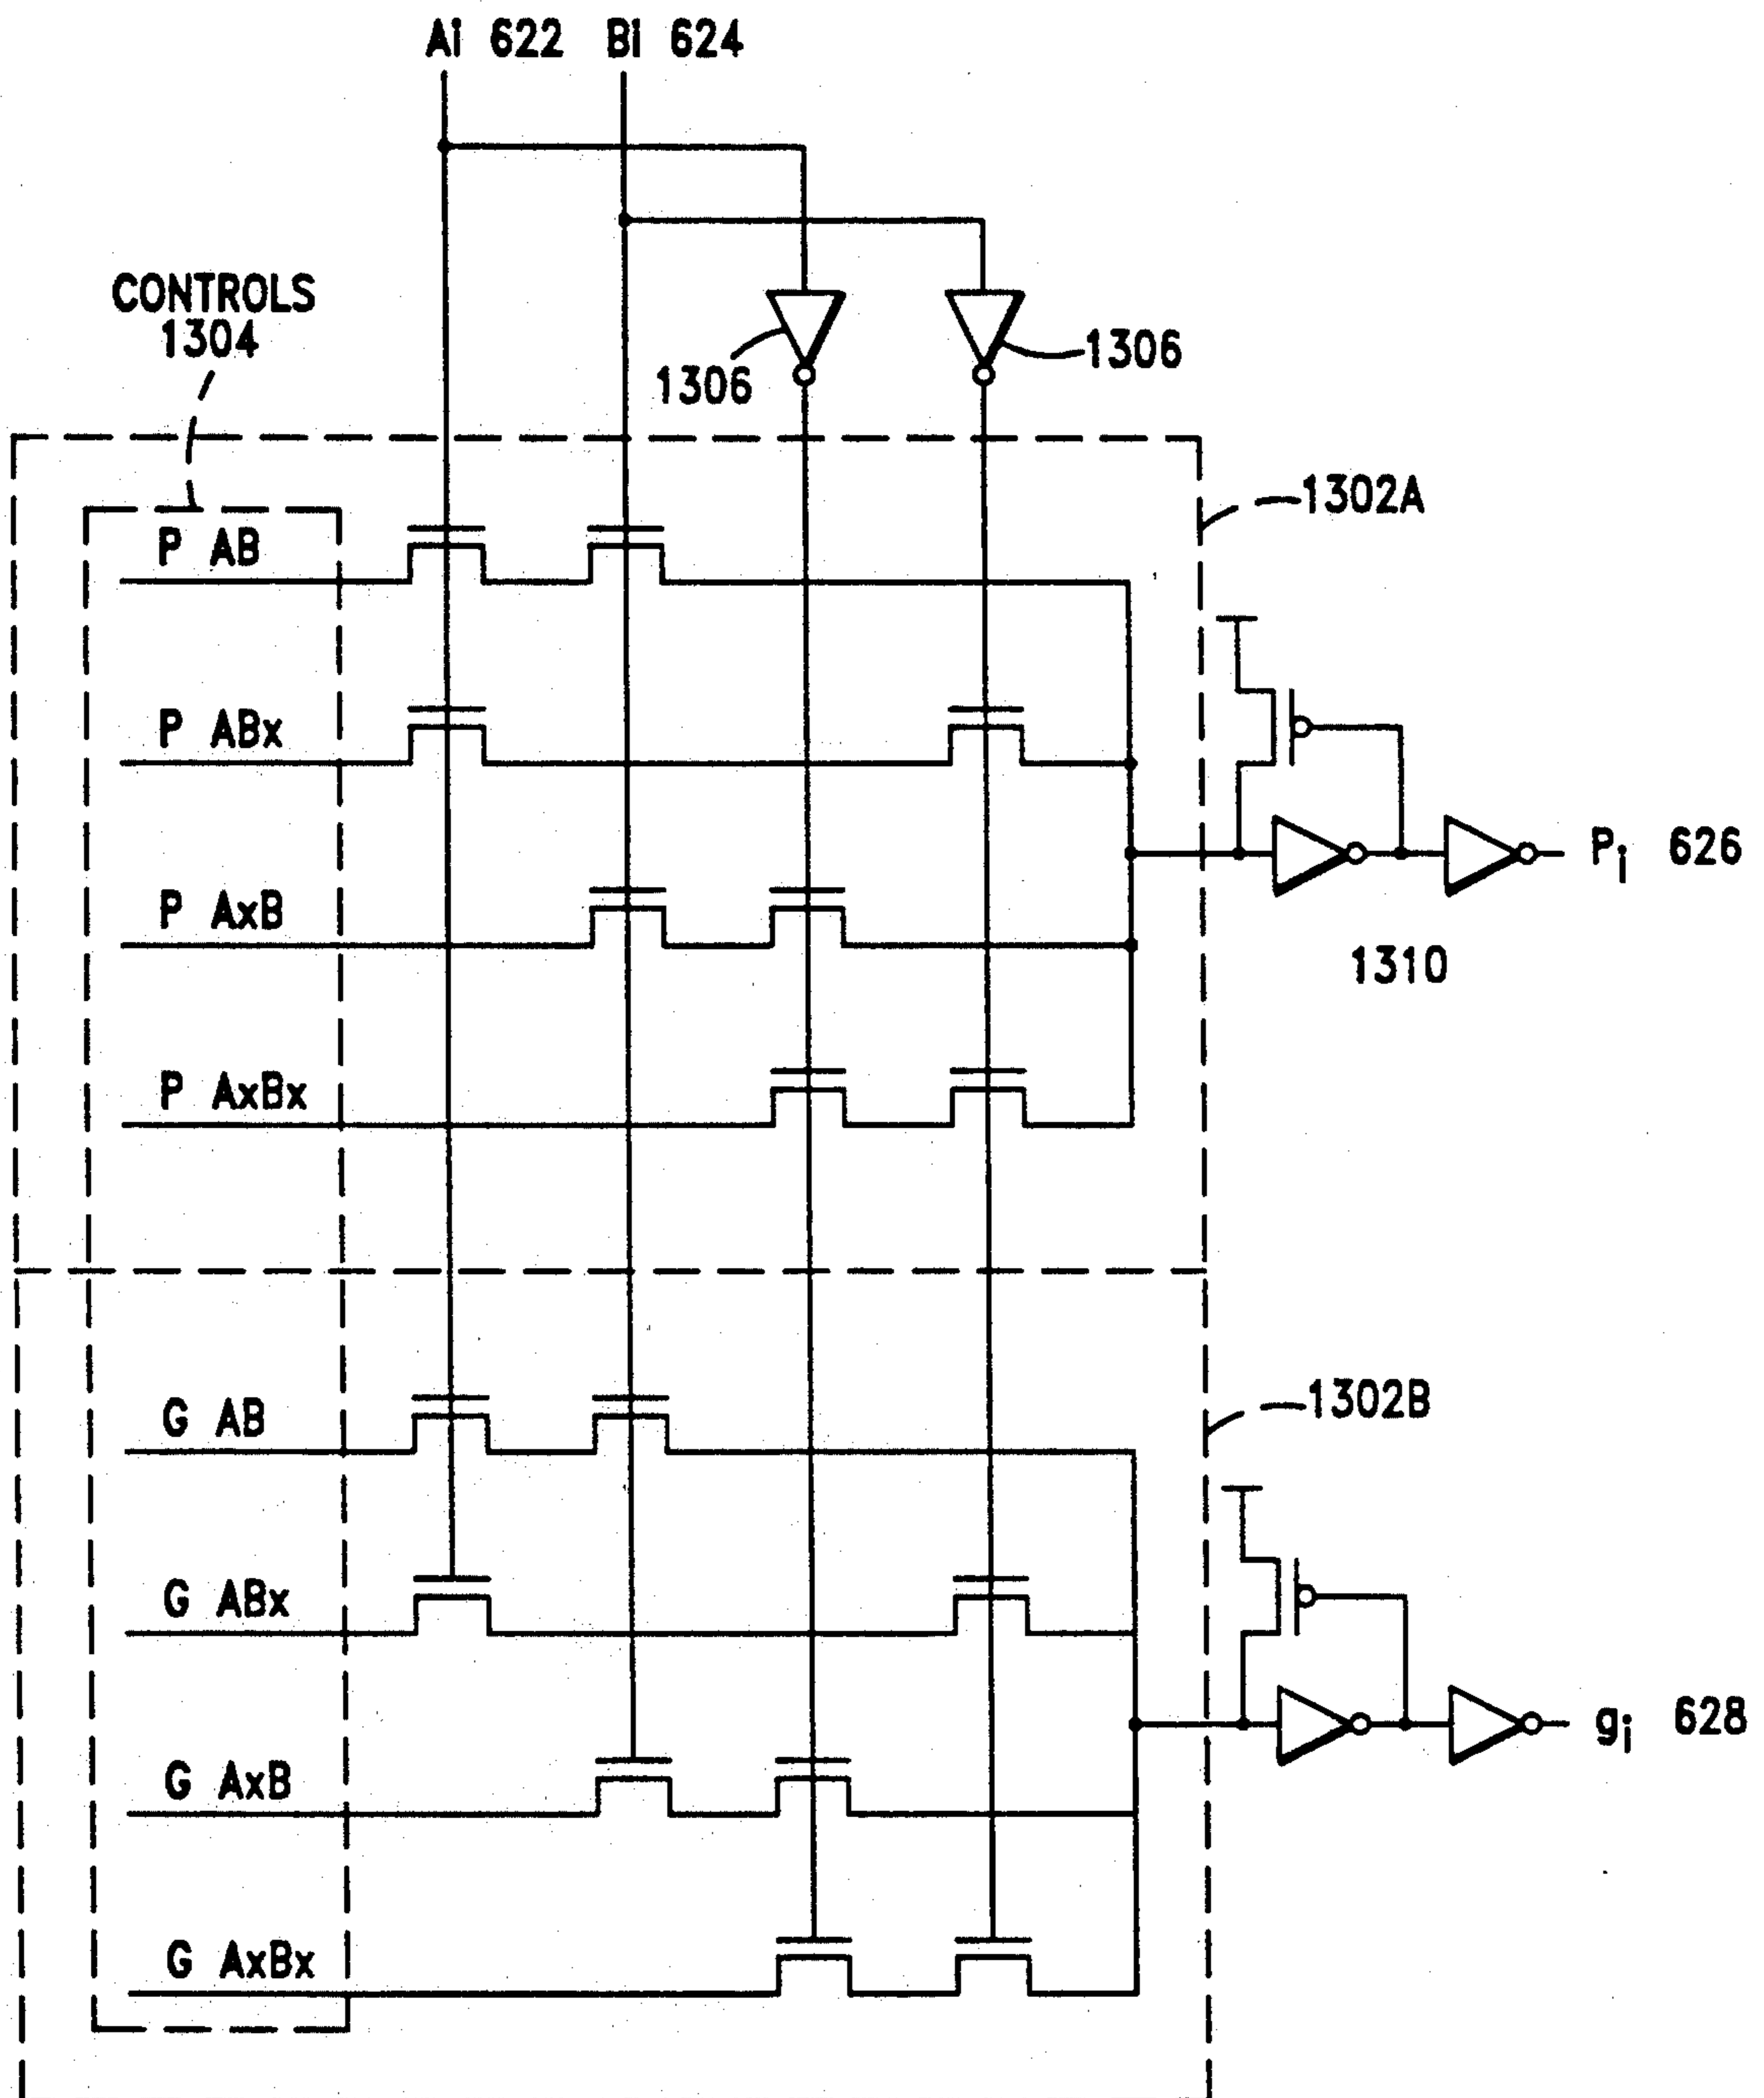 Ai 622 Bi 624
CONTROLS
1304
1306
1306
1302A
P AB
P ABx
Pi 626
P AxB
1310
P AxBx
1302B
G AB
G ABx
gi 628
G AxB
G AxBx